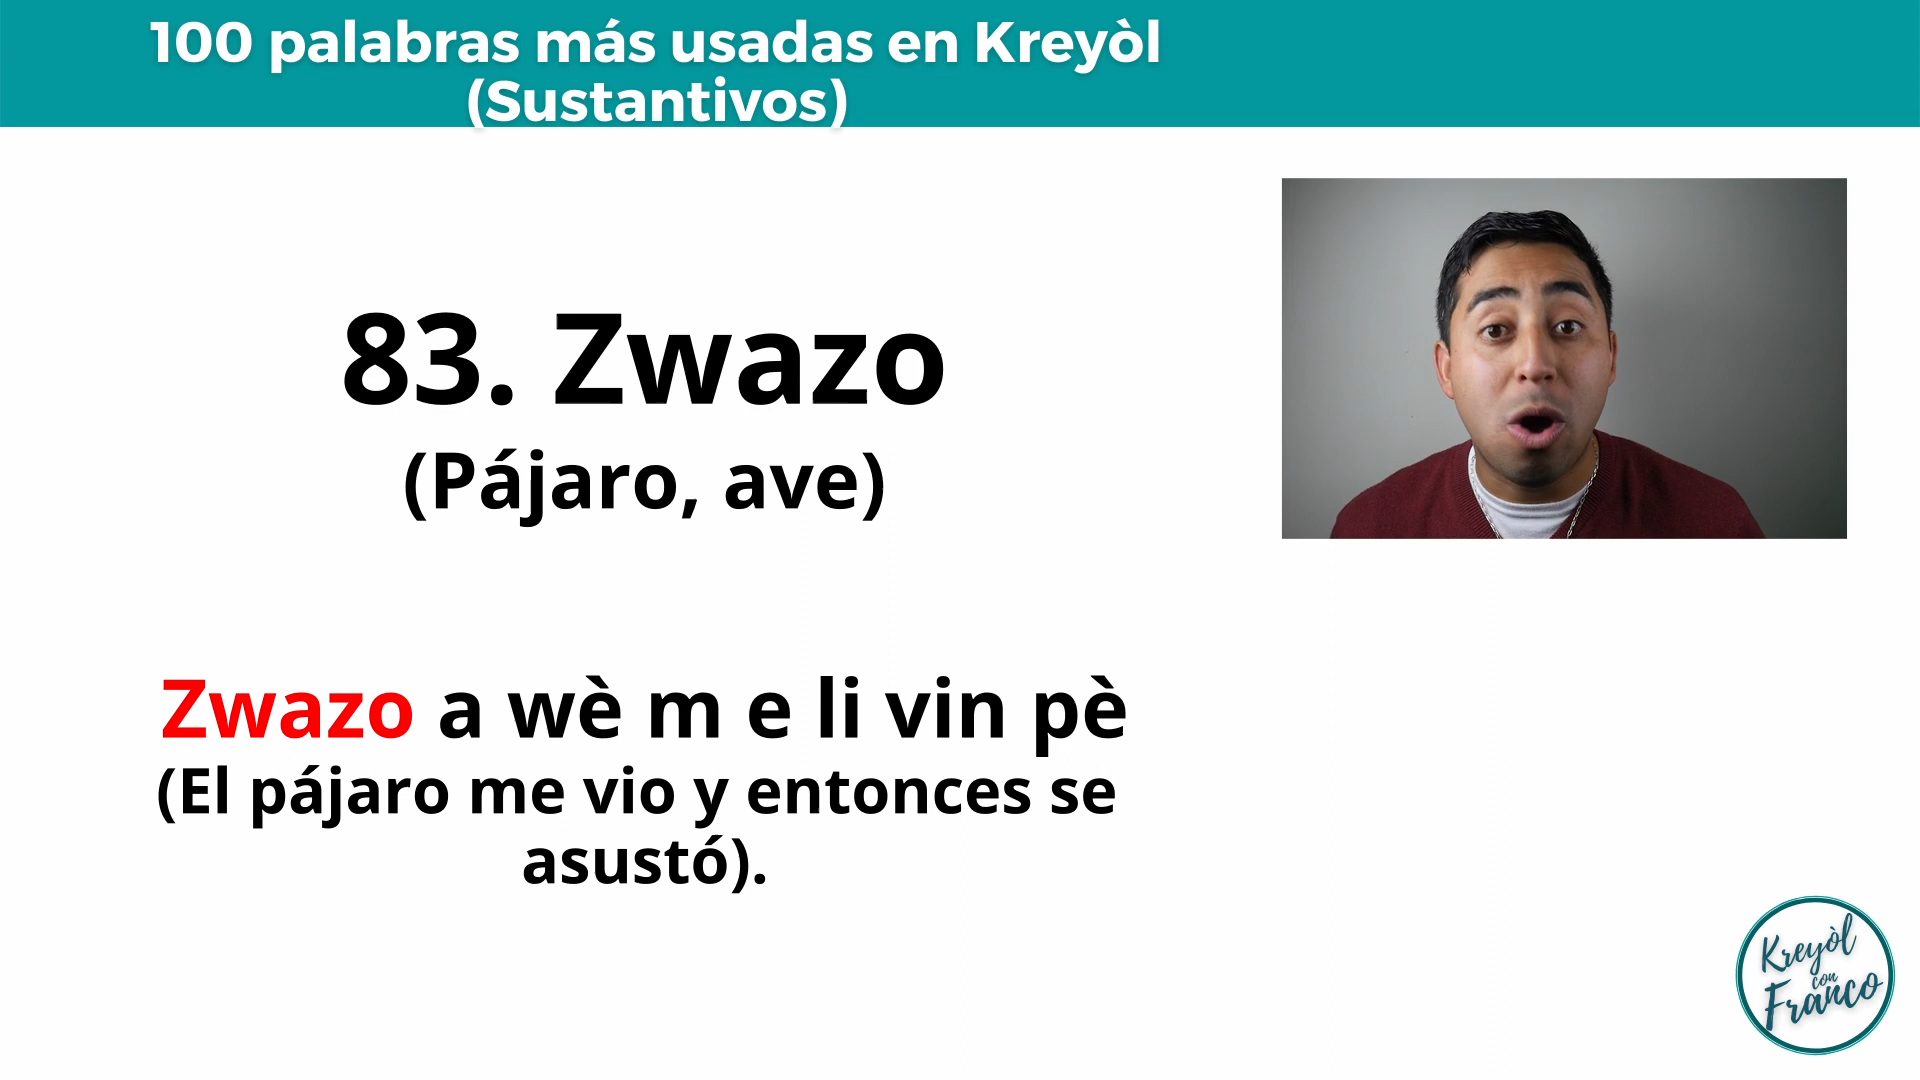 100 palabras más usadas en Kreyòl
(Sustantivos)
83. Zwazo
(Pájaro, ave)
Zwazo a wè m e li vin pè
(El pájaro me vio y entonces se
asustó).
Kreyòl
con
Franco